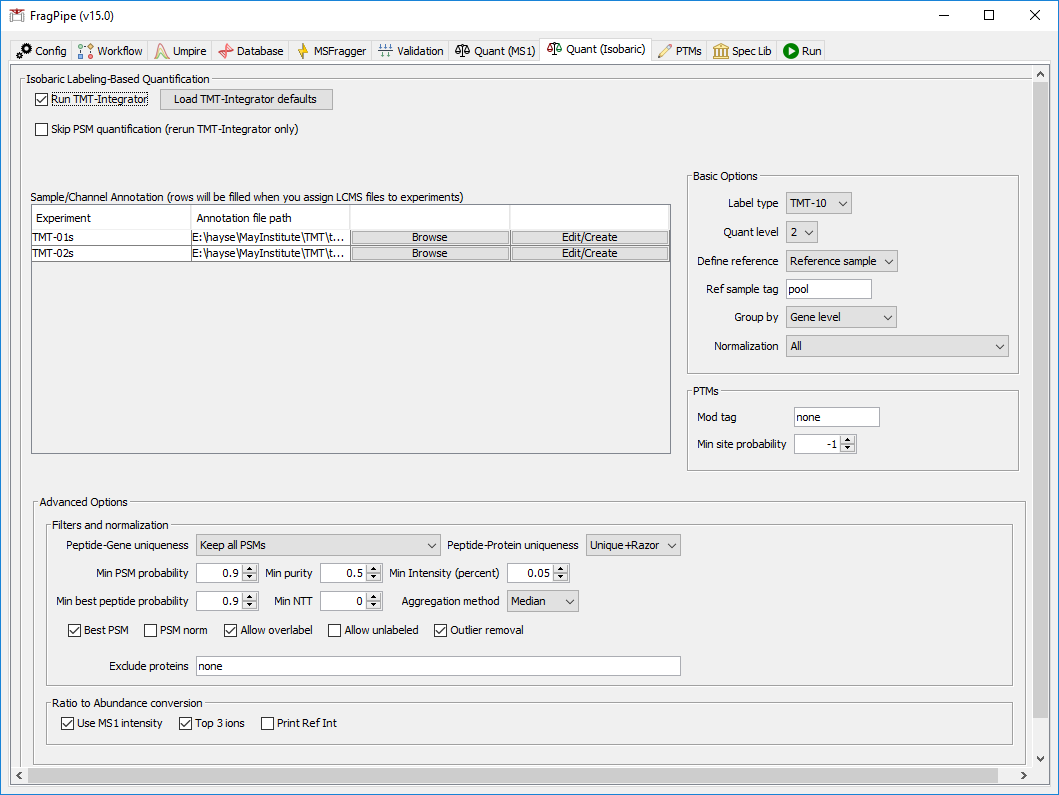 FragPipe (v15.0)
Config Workflow Umpire Database MSFragger Validation Quant (MS1) Quant (Isobaric) PTMs Spec Lib Run
Isobaric Labeling-Based Quantification
Run TMT-Integrator Load TMT-Integrator defaults
Skip PSM quantification (rerun TMT-Integrator only)
Sample/Channel Annotation (rows will be filled when you assign LCMS files to experiments)
Experiment Annotation file path
TMT-01s E:\hayse\MayInstitute\TMT\t... Browse Edit/Create
TMT-02s E:\hayse\MayInstitute\TMT\t... Browse Edit/Create
Basic Options
Label type TMT-10
Quant level 2
Define reference Reference sample
Ref sample tag pool
Group by Gene level
Normalization All
PTMs
Mod tag none
Min site probability -1
Advanced Options
Filters and normalization
Peptide-Gene uniqueness Keep all PSMs Peptide-Protein uniqueness Unique+Razor
Min PSM probability 0.9 Min purity 0.5 Min Intensity (percent) 0.05
Min best peptide probability 0.9 Min NTT 0 Aggregation method Median
Best PSM PSM norm Allow overlabel Allow unlabeled Outlier removal
Exclude proteins none
Ratio to Abundance conversion
Use MS1 intensity Top 3 ions Print Ref Int